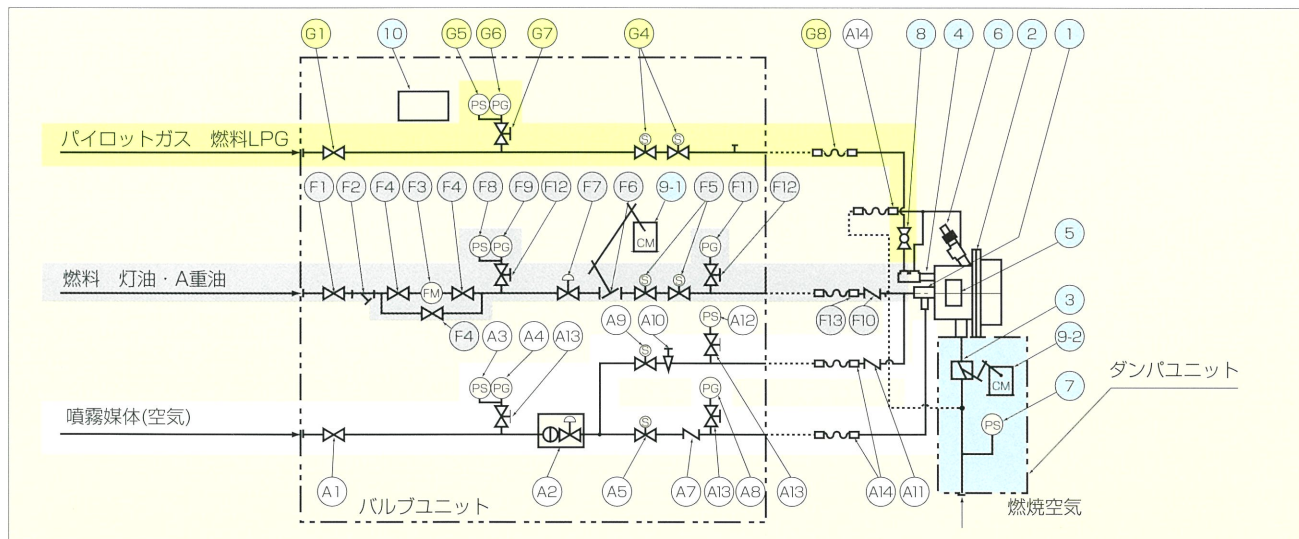 G1 10 G5 G6 G7 G4 G8 A14 8 4 6 2 1
PS PG
S S
パイロットガス 燃料LPG
F1 F2 F4 F3 F4 F8 F9 F12 F7 F6 9-1 F5 F11 F12
PS PG CM PG
S S
5
燃料 灯油・A重油
FM
3
F4 A3 A4 A13 A9 A10 A12 F13 F10 9-2
PS
S
CM
PS PG
PG
ダンパユニット
7
噴霧媒体(空気)
S
PS
A1 A2 A5 A7 A13 A8 A13 A14 A11
バルブユニット
燃焼空気